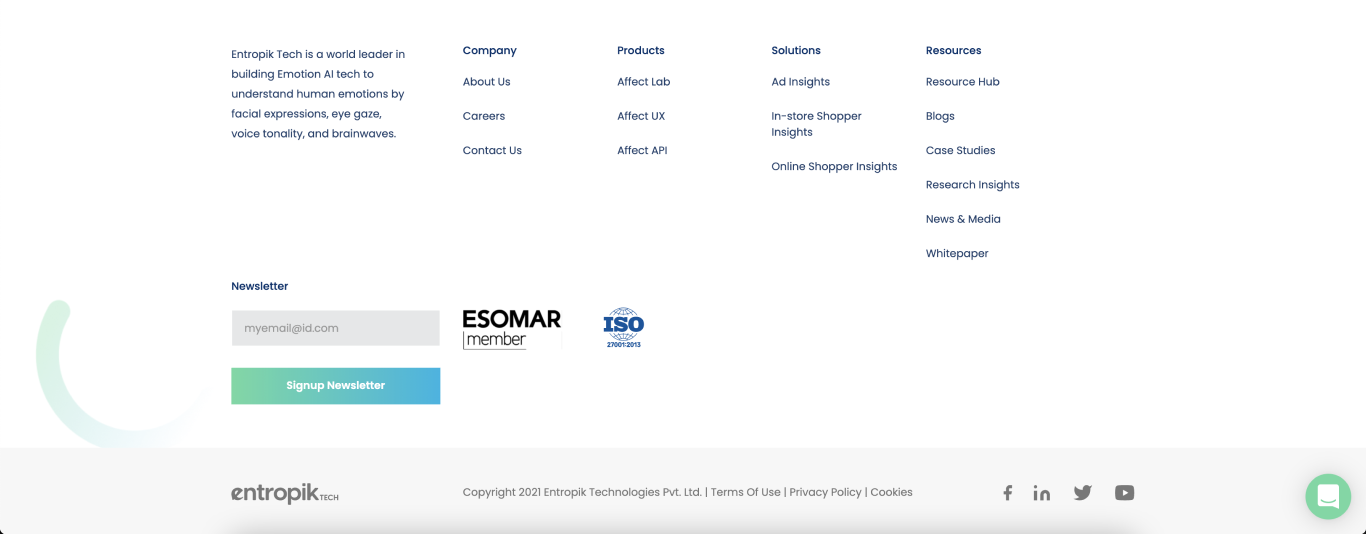 Entropik Tech is a world leader in
building Emotion AI tech to
understand human emotions by
facial expressions, eye gaze,
voice tonality, and brainwaves.
Company
About Us
Careers
Contact Us
Products
Affect Lab
Affect UX
Affect API
Solutions
Ad Insights
In-store Shopper
Insights
Online Shopper Insights
Resources
Resource Hub
Blogs
Case Studies
Research Insights
News & Media
Whitepaper
Newsletter
myemail@id.com
Signup Newsletter
ESOMAR
member
ISO
27001:2013
entropik TECH
Copyright 2021 Entropik Technologies Pvt. Ltd. | Terms Of Use | Privacy Policy | Cookies